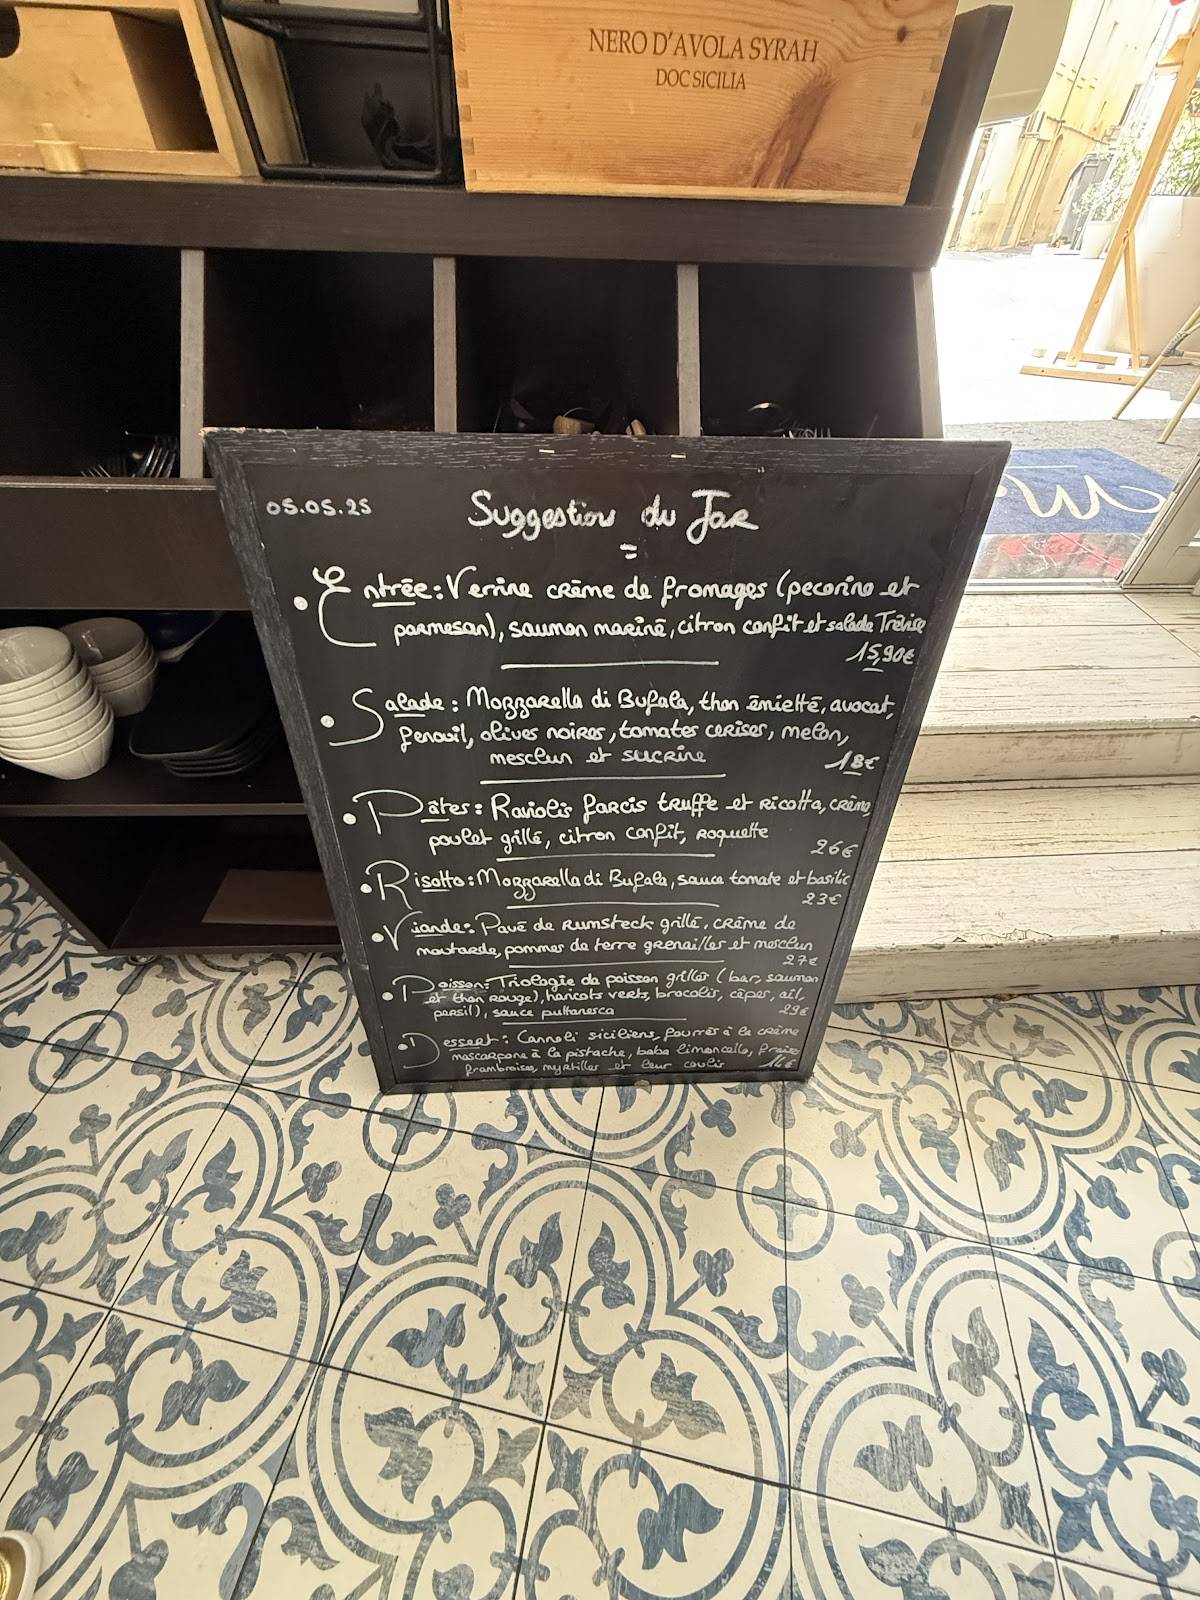 NERO D'AVOLA SYRAH
DOC SICILIA
05.05.25
Suggestion du Jar
Entrée: Verrine crème de fromages (pecorino et
parmesan), saumon mariné, citron confit et salade Trévise
15,90€
Salade: Mozzarella di Bufala, thon émietté, avocat,
fenouil, olives noires, tomates cerises, melon,
mesclun et sucrine
18€
Pâtes: Raviolis farcis truffe et ricotta, crème,
poulet grillé, citron confit, roquette
26€
Risotto: Mozzarella di Bufala, sauce tomate et basilic
23€
Viande: Pavé de rumsteck grillé, crème de
moutarde, pommes de terre grenailles et mesclun
27€
Poisson: Triologie de poisson griller (bar, saumon
et thon rouge), haricots verts, brocolis, câpes, ail,
persil), sauce puttanesca
29€
Dessert: Cannoli siciliens, fourrés à la crème
mascarpone à la pistache, baba limoncello, fraise
framboises, myrtilles et leur coulis
14€